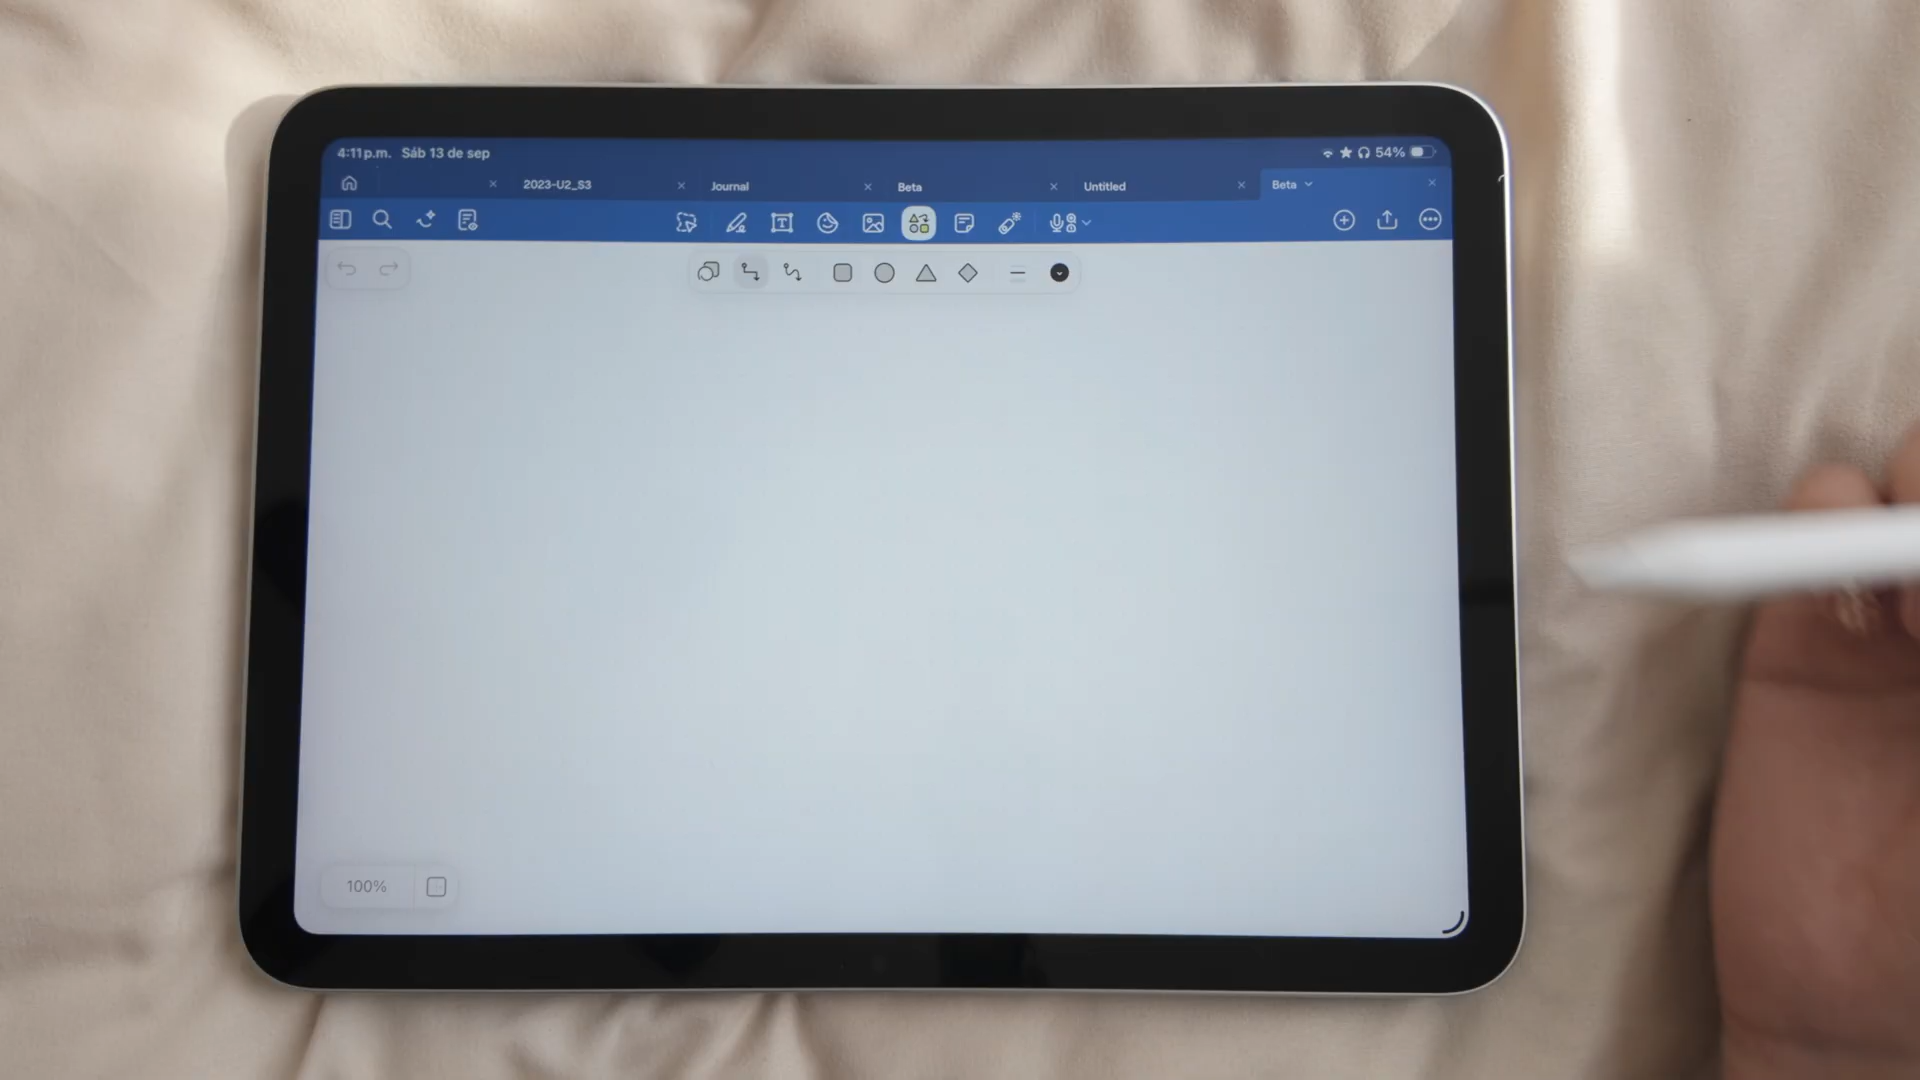 4:11 p.m. Sáb 13 de sep 54%
2023-U2_S3 Journal Beta Untitled Beta
100%